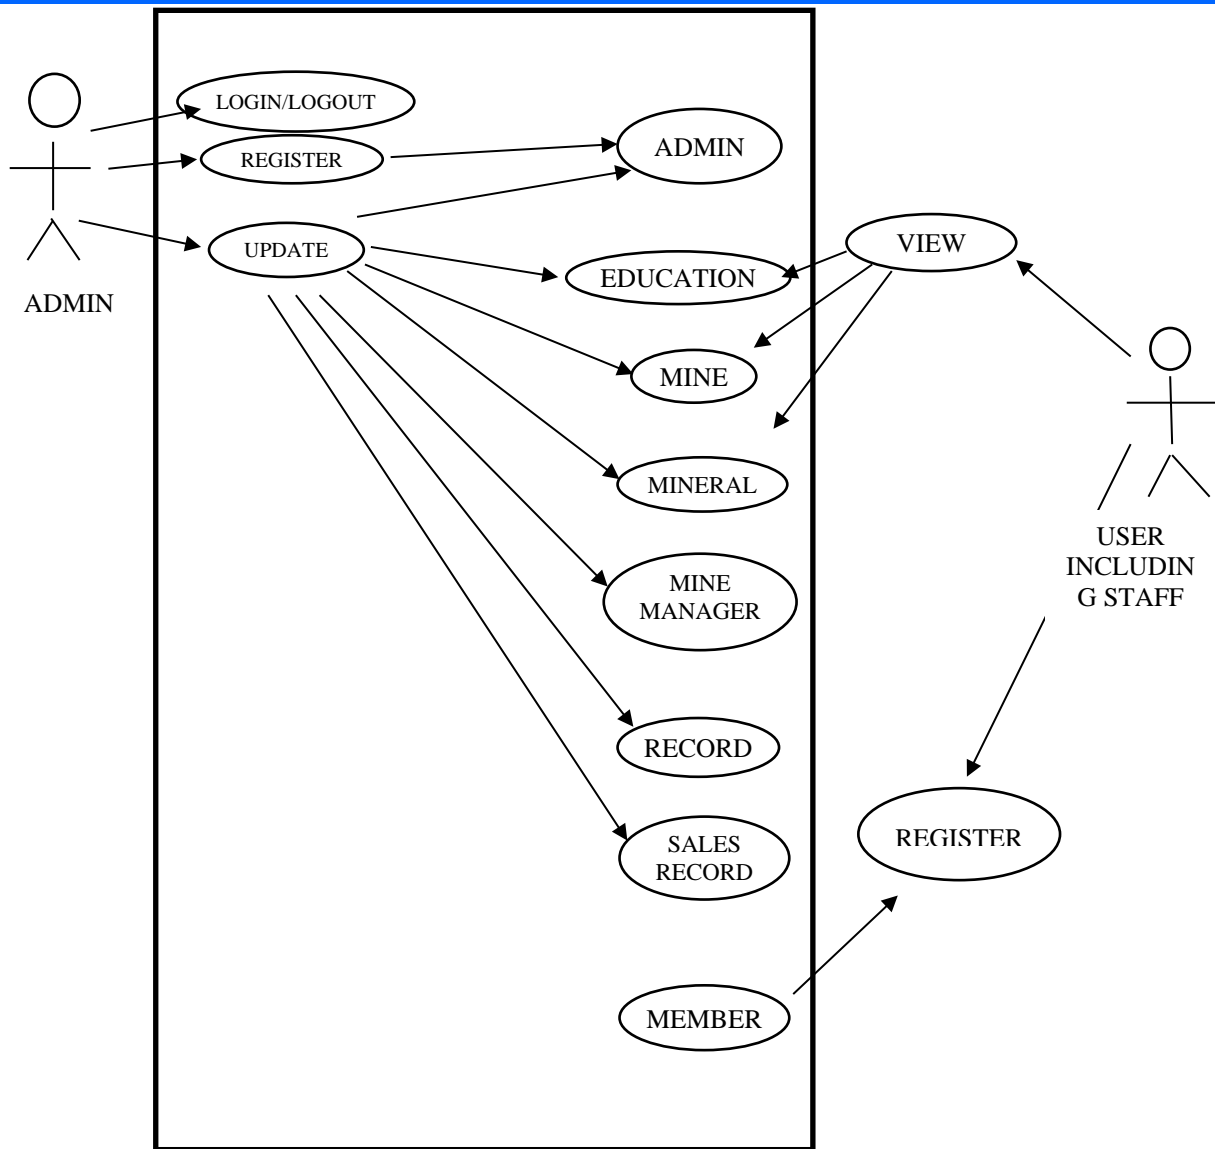 LOGIN/LOGOUT
REGISTER
UPDATE
ADMIN
ADMIN
EDUCATION
MINE
MINERAL
MINE
MANAGER
RECORD
SALES
RECORD
MEMBER
VIEW
USER
INCLUDIN
G STAFF
REGISTER